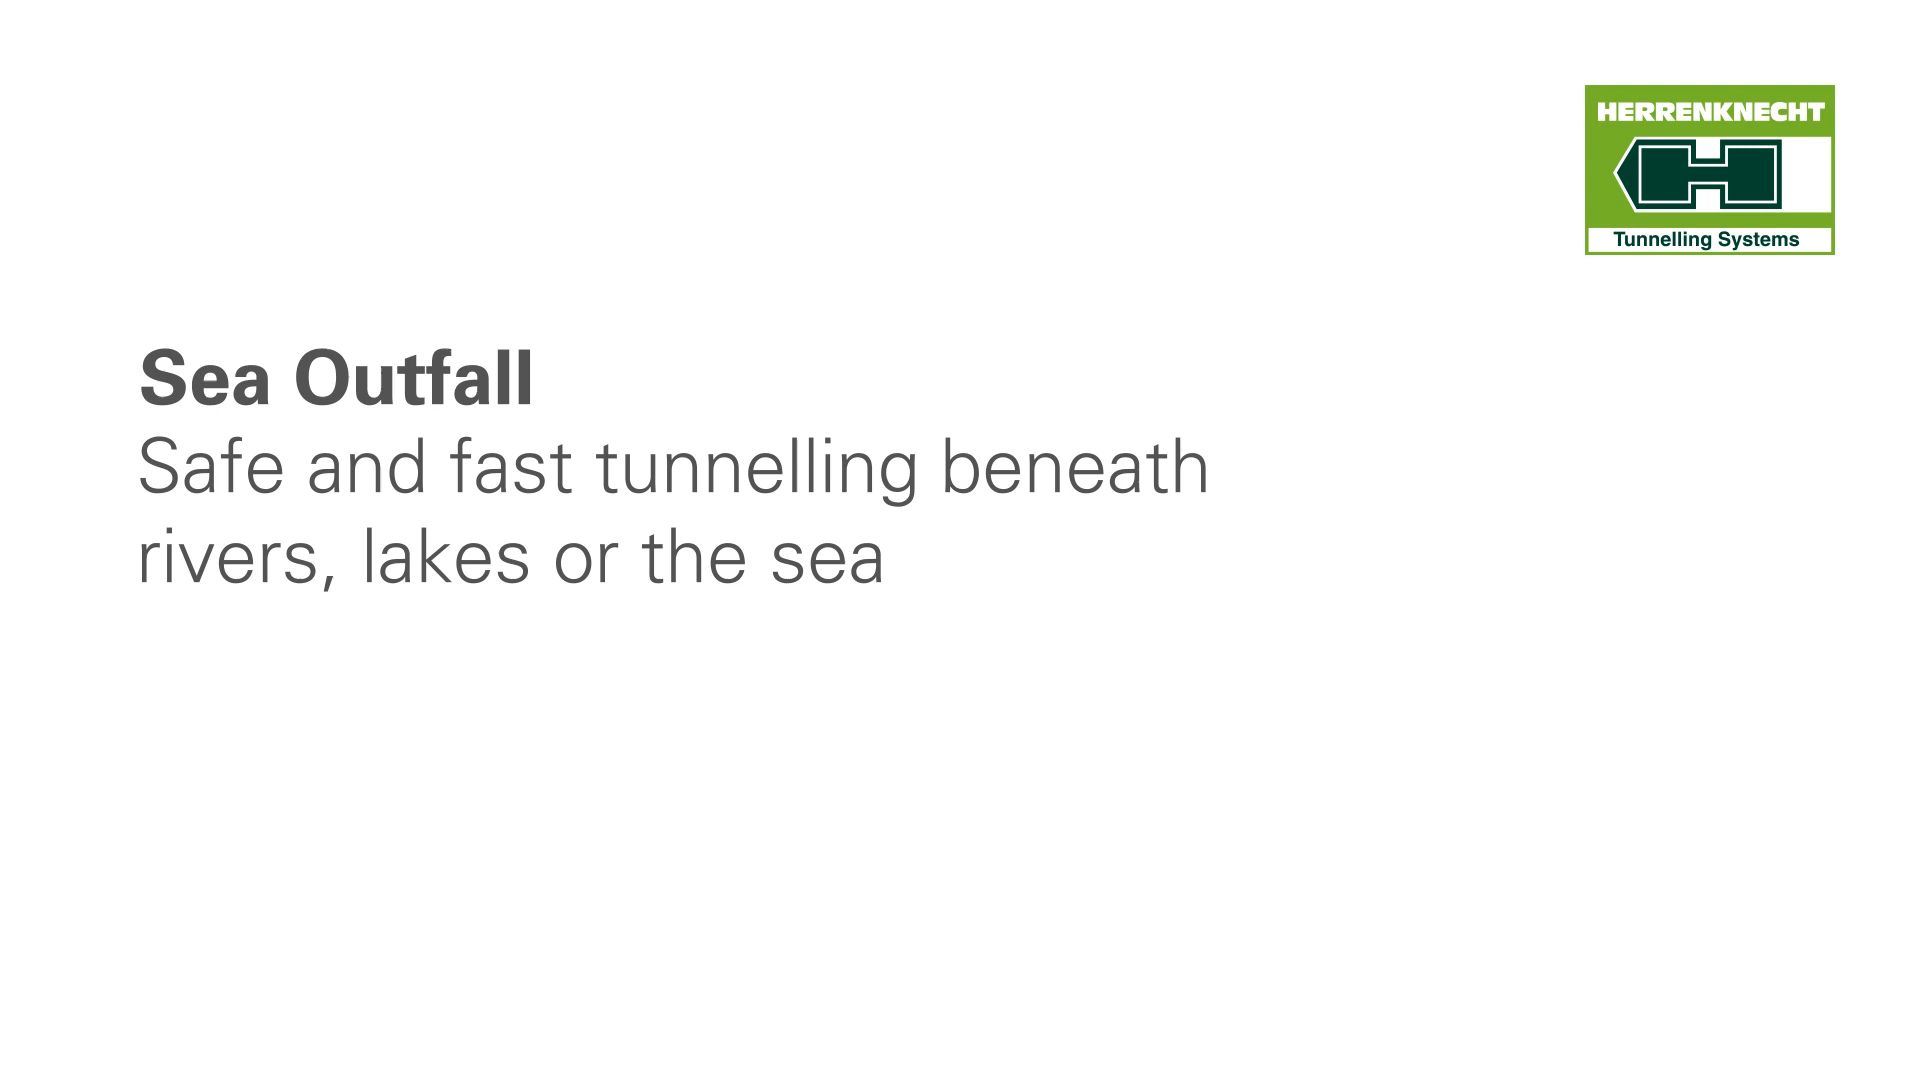 HERRENKNECHT
Tunnelling Systems
Sea Outfall
Safe and fast tunnelling beneath
rivers, lakes or the sea